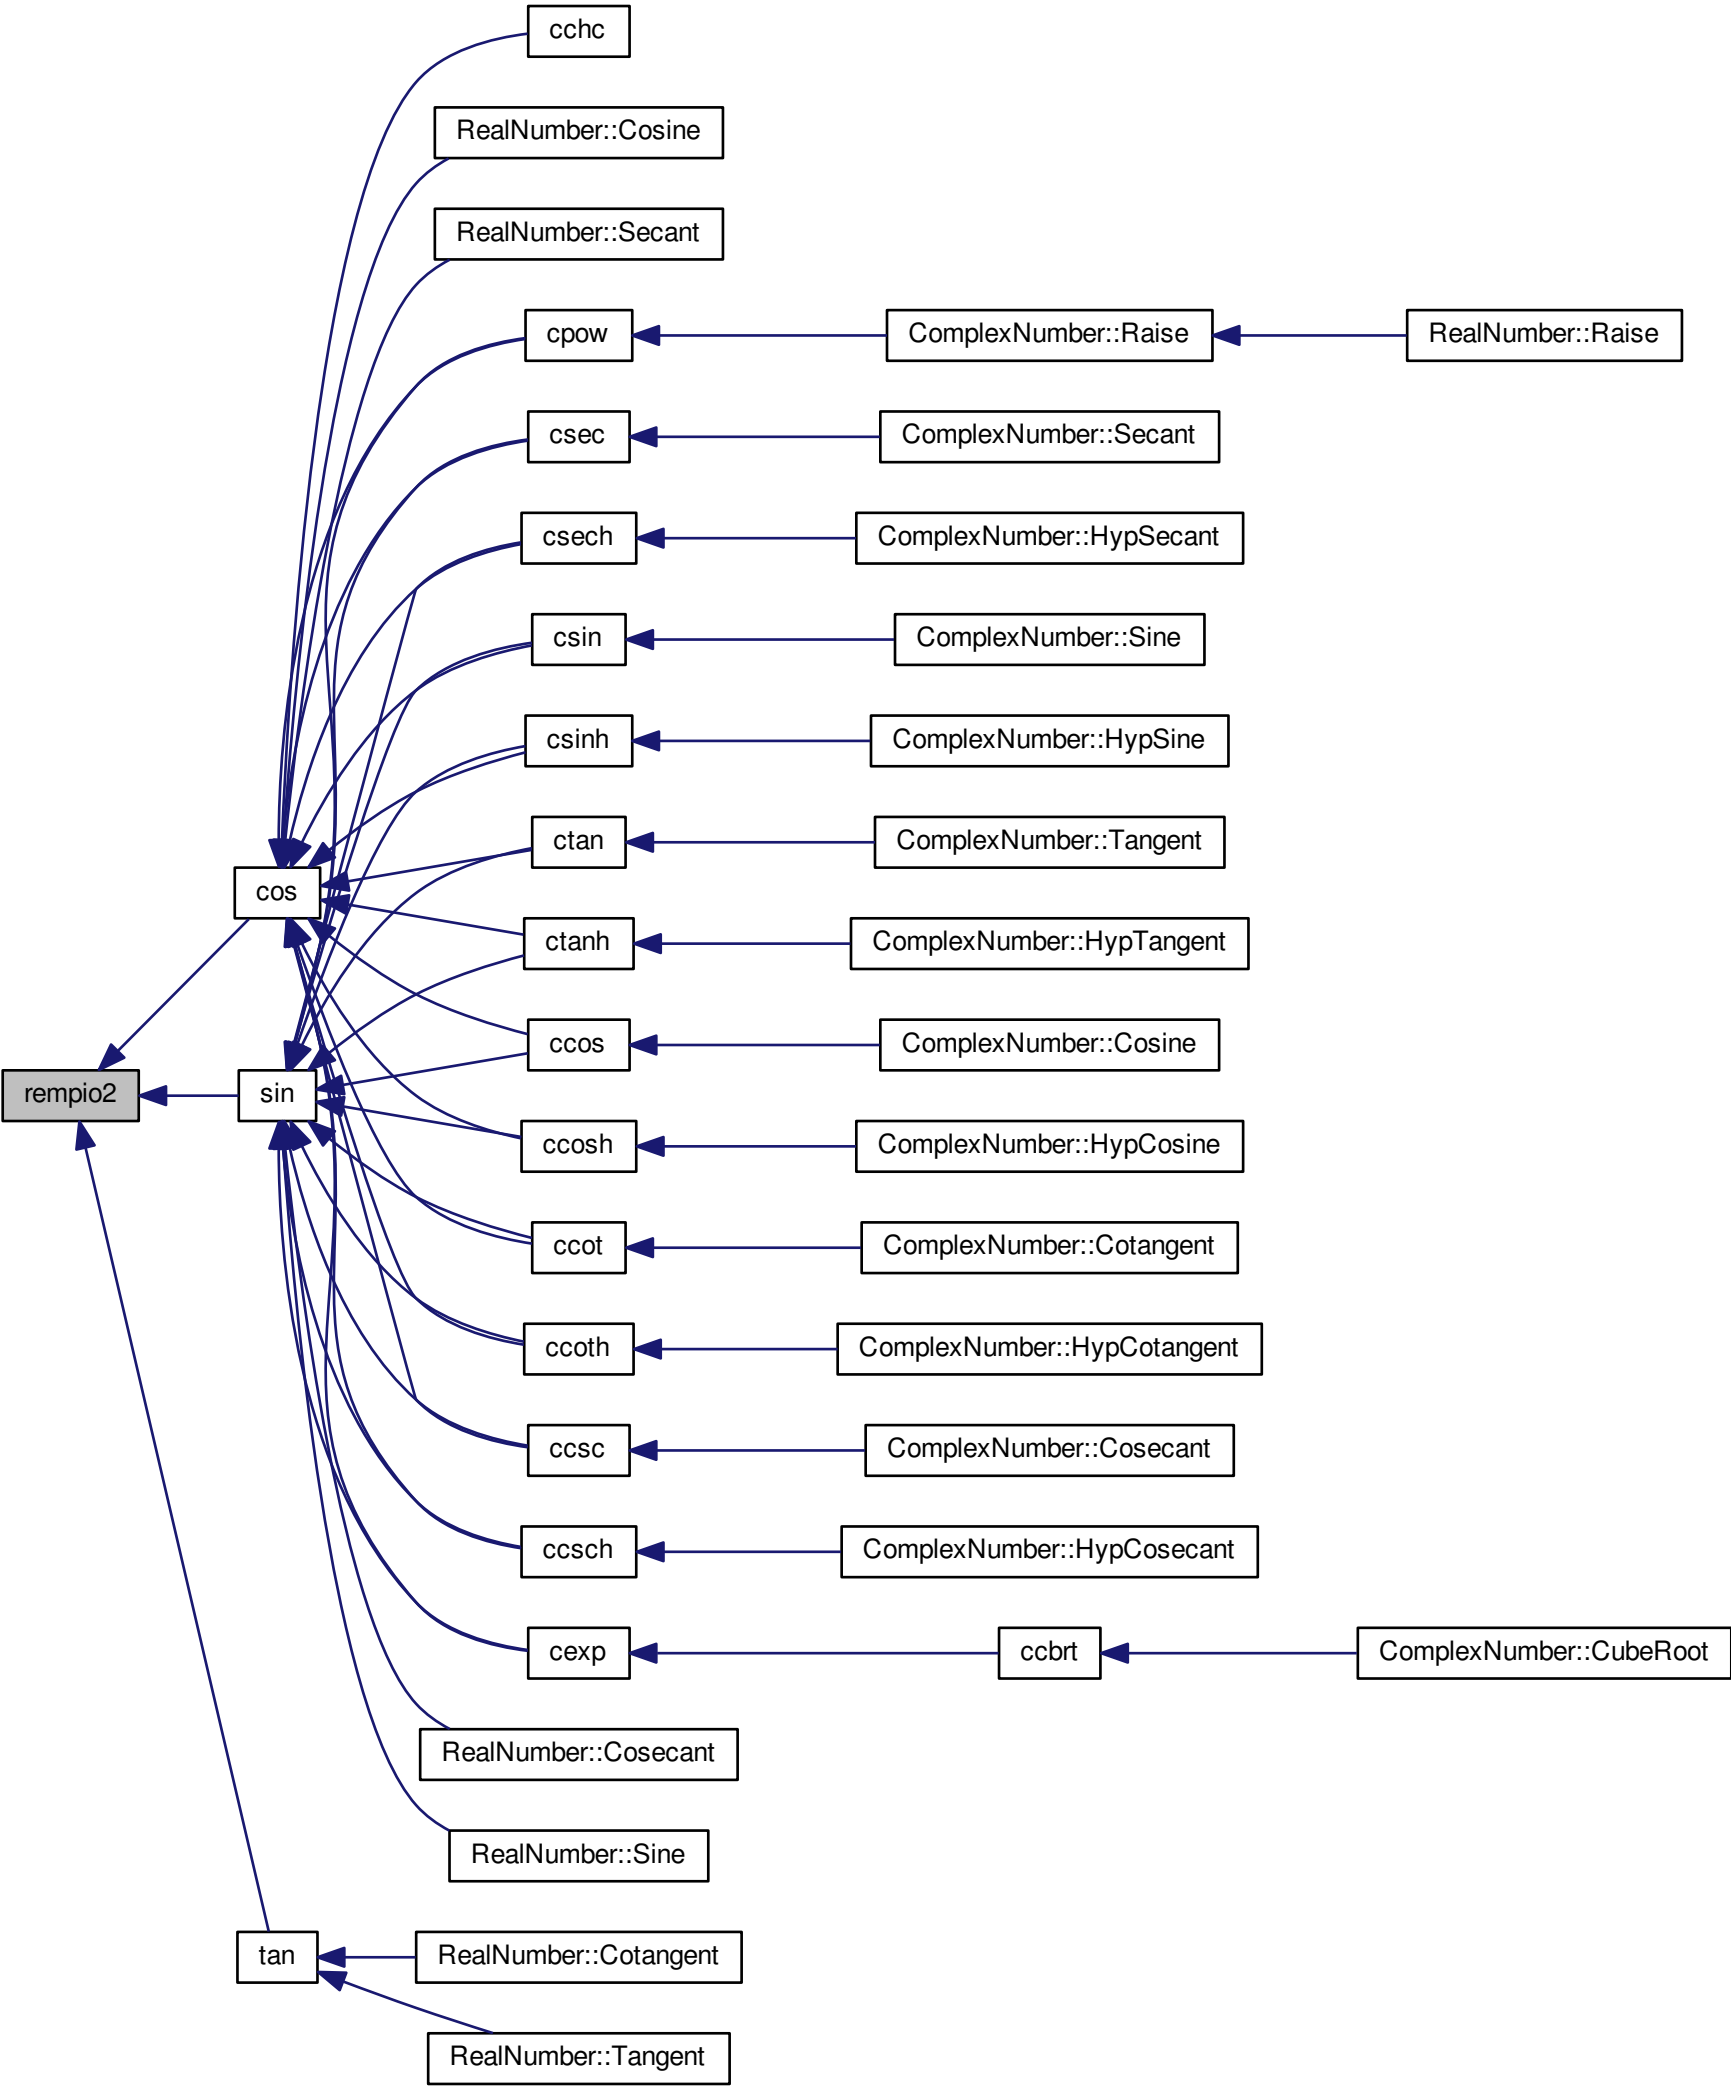 cchc
RealNumber::Cosine
RealNumber::Secant
cpow
ComplexNumber::Raise
RealNumber::Raise
csec
ComplexNumber::Secant
csech
ComplexNumber::HypSecant
csin
ComplexNumber::Sine
csinh
ComplexNumber::HypSine
ctan
ComplexNumber::Tangent
cos
ctanh
ComplexNumber::HypTangent
ccos
ComplexNumber::Cosine
rempio2
sin
ccosh
ComplexNumber::HypCosine
ccot
ComplexNumber::Cotangent
ccoth
ComplexNumber::HypCotangent
ccsc
ComplexNumber::Cosecant
ccsch
ComplexNumber::HypCosecant
cexp
ccbrt
ComplexNumber::CubeRoot
RealNumber::Cosecant
RealNumber::Sine
tan
RealNumber::Cotangent
RealNumber::Tangent